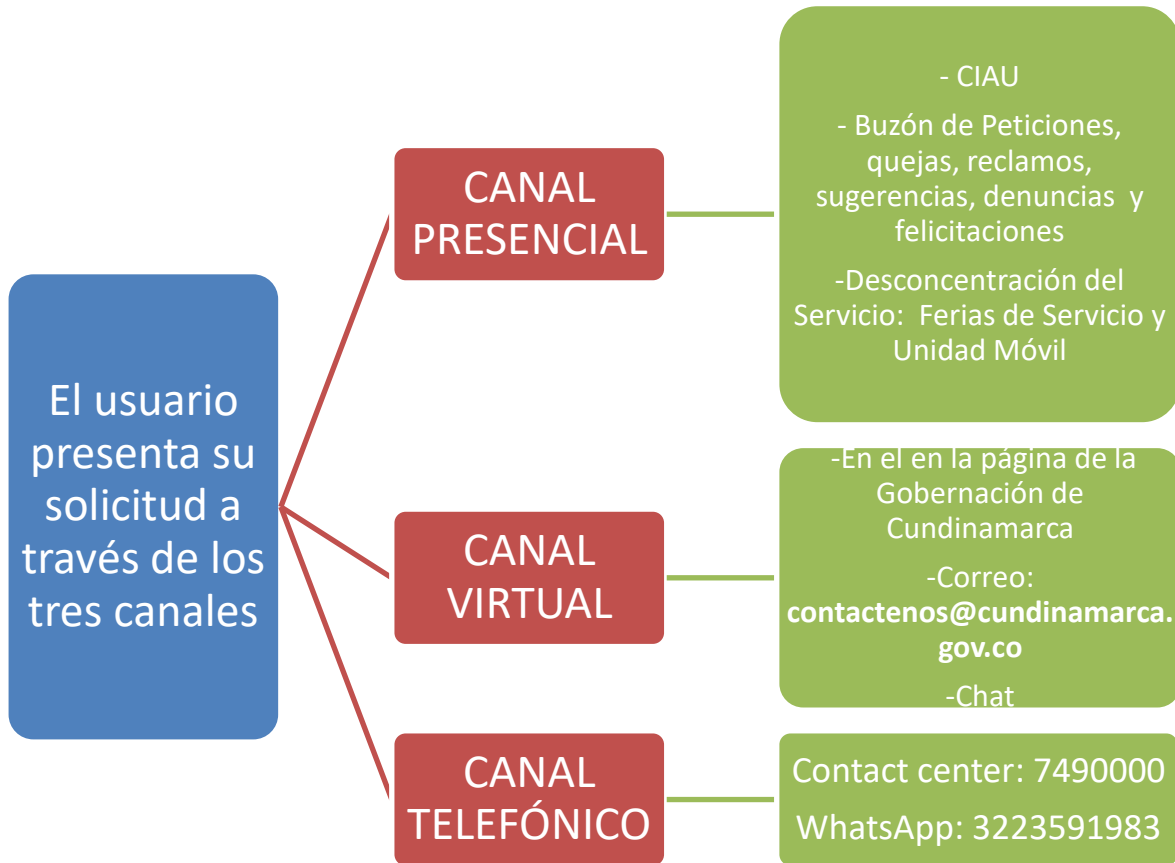 El usuario
presenta su
solicitud a
través de los
tres canales
CANAL
PRESENCIAL
- CIAU
- Buzón de Peticiones,
quejas, reclamos,
sugerencias, denuncias y
felicitaciones
-Desconcentración del
Servicio: Ferias de Servicio y
Unidad Móvil
CANAL
VIRTUAL
-En el en la página de la
Gobernación de
Cundinamarca
-Correo:
contactenos@cundinamarca.
gov.co
-Chat
CANAL
TELEFÓNICO
Contact center: 7490000
WhatsApp: 3223591983